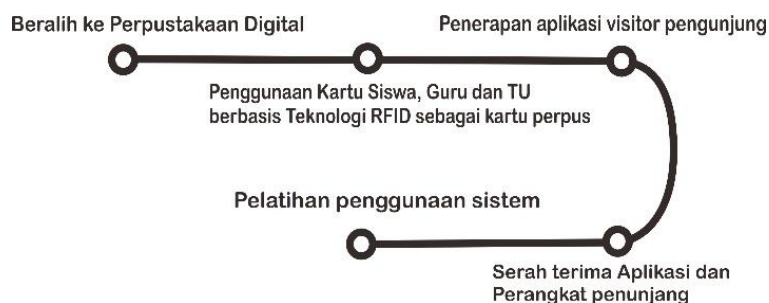 Beralih ke Perpustakaan Digital
Penggunaan Kartu Siswa, Guru dan TU
berbasis Teknologi RFID sebagai kartu perpus
Penerapan aplikasi visitor pengunjung
Serah terima Aplikasi dan
Perangkat penunjang
Pelatihan penggunaan sistem